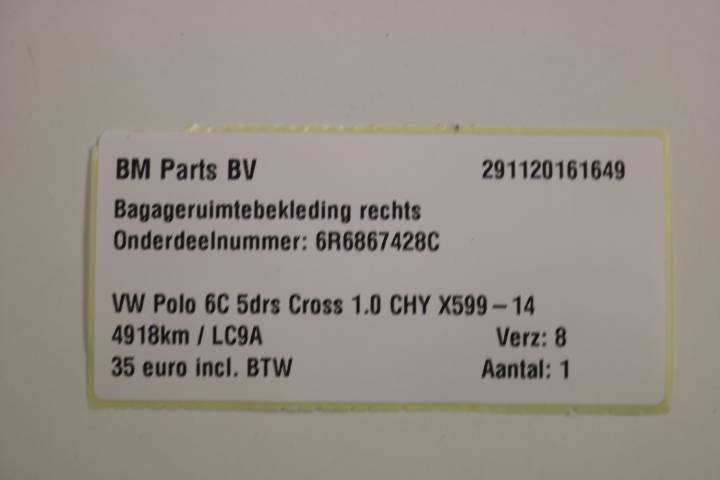 BM Parts BV 291120161649
Bagageruimtebekleding rechts
Onderdeelnummer: 6R6867428C
VW Polo 6C 5drs Cross 1.0 CHY X599-14
4918km / LC9A Verz: 8
35 euro incl. BTW Aantal: 1